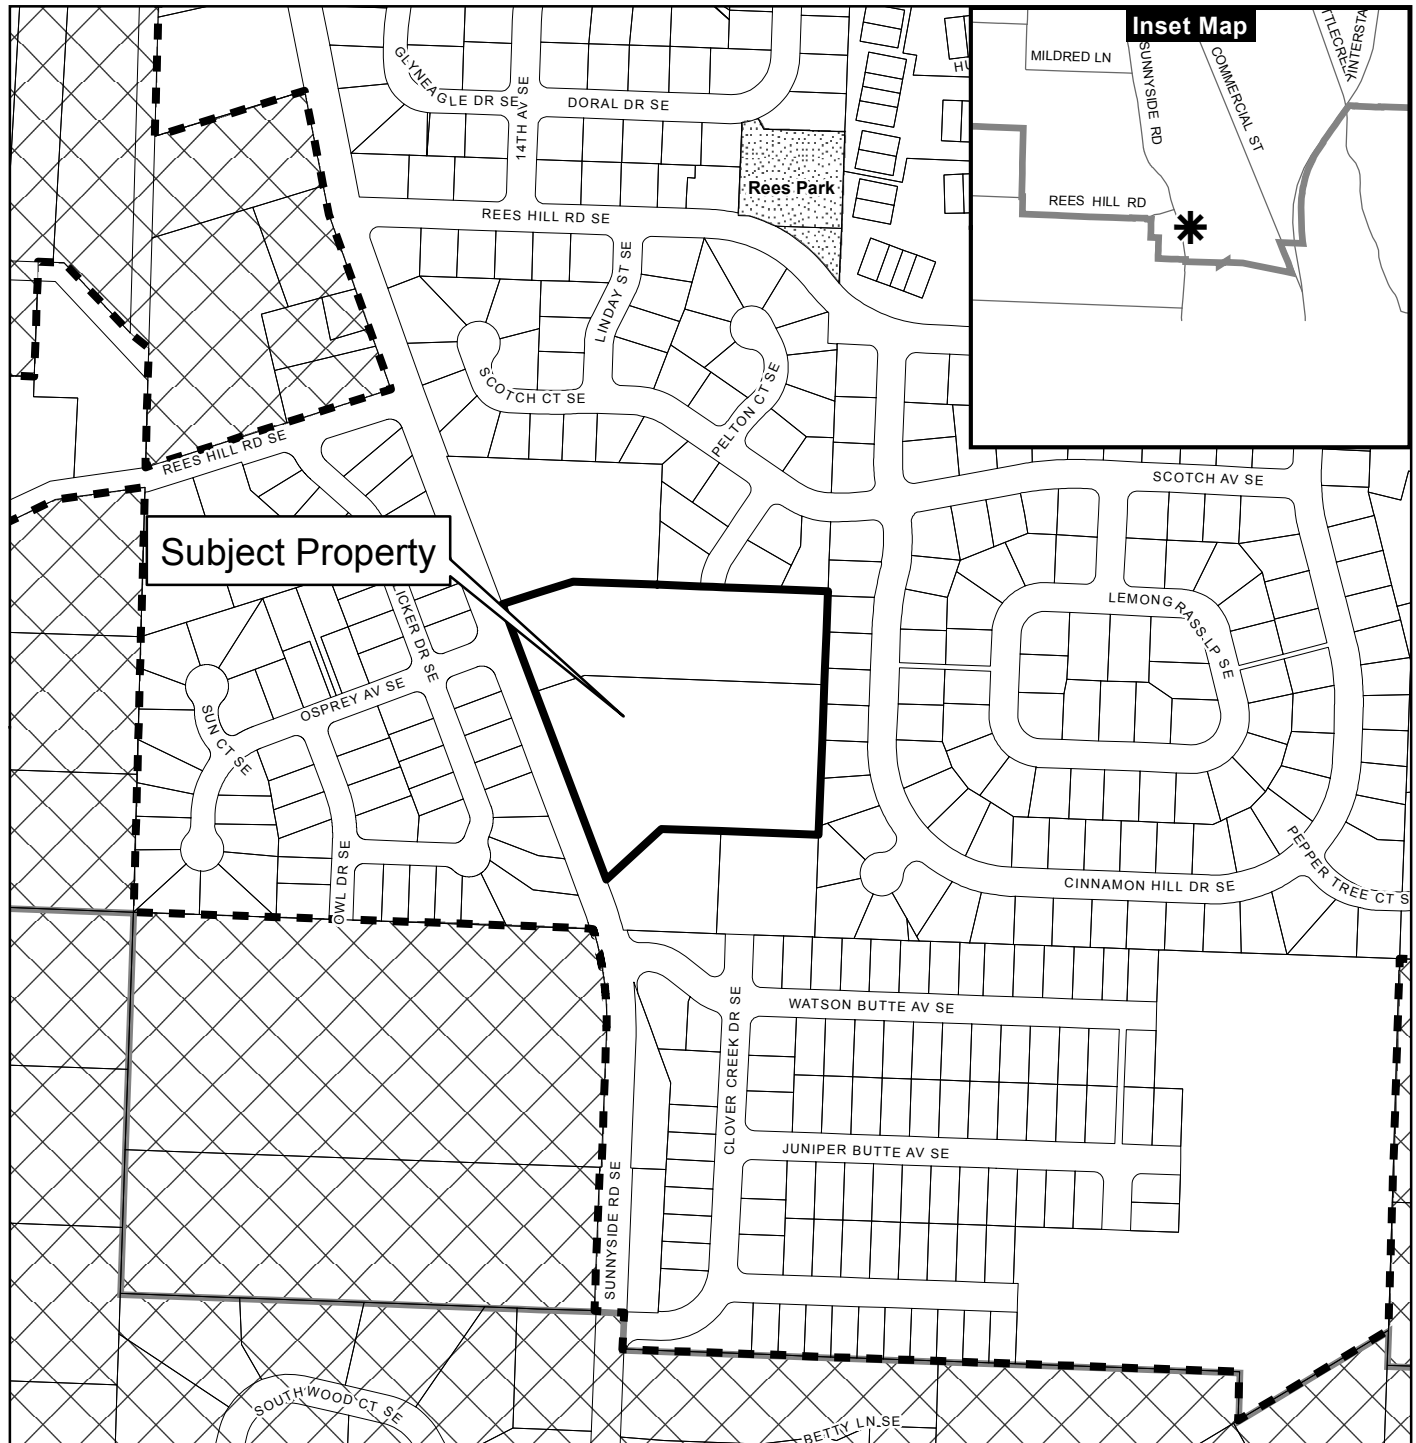 Inset Map
MILDRED LN
SUNNYSIDE RD
COMMERCIAL ST
REES HILL RD
GLYNEAGLE DR SE
14TH AV SE
DORAL DR SE
Rees Park
REES HILL RD SE
LINDAY ST SE
SCOTCH CT SE
PELTON CT SE
REES HILL RD SE
SCOTCH AV SE
Subject Property
ICKER DR SE
LEMONGRASS LP SE
OSPREY AV SE
SUN CT SE
OWL DR SE
PEPPER TREE CT S
CINNAMON HILL DR SE
WATSON BUTTE AV SE
CLOVER CREEK DR SE
JUNIPER BUTTE AV SE
SUNNYSIDE RD SE
SOUTHWOOD CT SE
BETTY LN SE